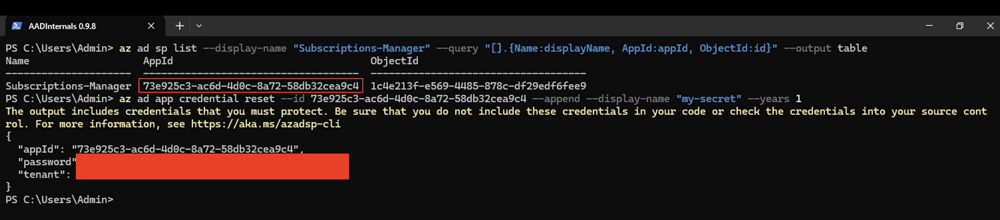 AADInternals 0.9.8
PS C:\Users\Admin> az ad sp list --display-name "Subscriptions-Manager" --query "[].{Name:displayName, AppId:appId, ObjectId:id}" --output table
Name AppId ObjectId
--------------------- ------------------------------------ ------------------------------------
Subscriptions-Manager 73e925c3-ac6d-4d0c-8a72-58db32cea9c4 1c4e213f-e569-4485-878c-df29edf6fee9
PS C:\Users\Admin> az ad app credential reset --id 73e925c3-ac6d-4d0c-8a72-58db32cea9c4 --append --display-name "my-secret" --years 1
The output includes credentials that you must protect. Be sure that you do not include these credentials in your code or check the credentials into your source cont
rol. For more information, see https://aka.ms/azadsp-cli
{
"appId": "73e925c3-ac6d-4d0c-8a72-58db32cea9c4",
"password"
"tenant":
}
PS C:\Users\Admin>